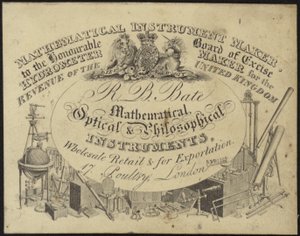 MATHEMATICAL INSTRUMENT MAKER
to the Honourable Board of Excise
HYDROMETER MAKER for the
REVENUE OF THE UNITED KINGDOM
R. B. Bate
Mathematical,
Optical & Philosophical
INSTRUMENTS,
Wholesale Retail & for Exportation.
17, Poultry, London.